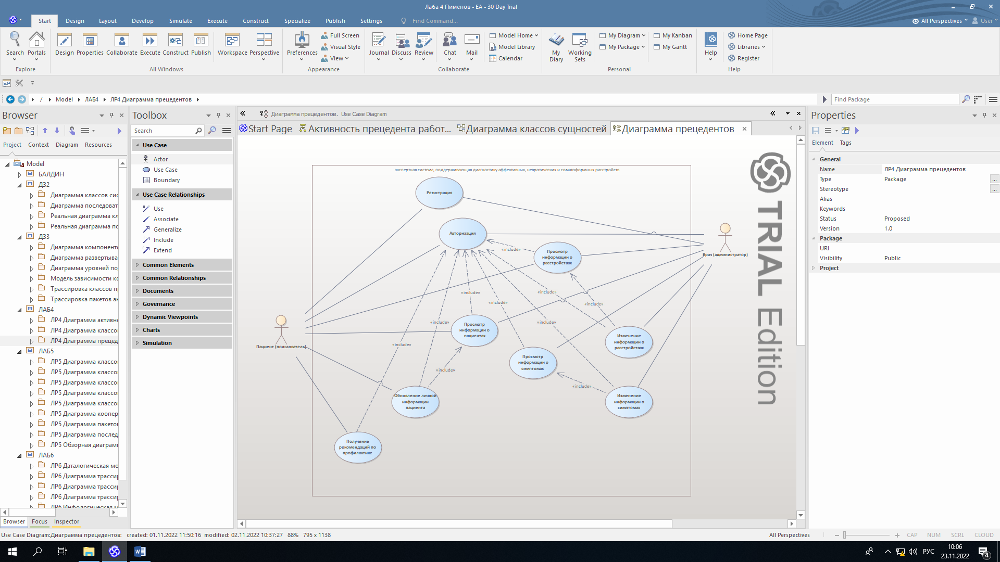 Лаба 4 Пименов - EA - 30 Day Trial
Start Design Layout Develop Simulate Execute Construct Specialize Publish Settings Find Command... All Perspectives User
Search Portals Design Properties Collaborate Execute Construct Publish Workspace Perspective Preferences Full Screen Visual Style View Journal Discuss Review Chat Mail Model Home Model Library Calendar My Diary Working Sets My Diagram My Package My Kanban My Gantt Help Home Page Libraries Register
Explore All Windows Appearance Collaborate Personal Help
/ Model ЛАБ4 ЛР4 Диаграмма прецедентов Find Package
Browser
Project Context Diagram Resources
Model
БАЛДИН
ДЗ2
Диаграмма классов сис
Диаграмма последоват
Реальная диаграмма кл
Реальная диаграмма по
ДЗ3
Диаграмма компоненто
Диаграмма развертыва
Диаграмма уровней по
Модель зависимости ко
Трассировка классов п
Трассировка пакетов ан
ЛАБ4
ЛР4 Диаграмма активно
ЛР4 Диаграмма классо
ЛР4 Диаграмма прецед
ЛАБ5
ЛР5 Диаграмма классо
ЛР5 Диаграмма классо
ЛР5 Диаграмма классо
ЛР5 Диаграмма классо
ЛР5 Диаграмма классо
ЛР5 Диаграмма коопер
ЛР5 Диаграмма пакетов
ЛР5 Диаграмма послед
ЛР5 Обзорная диаграмм
ЛАБ6
ЛР6 Даталогическая мо
ЛР6 Диаграмма трасси
ЛР6 Диаграмма трасси
ЛР6 Диаграмма трасси
ЛР6 Инфологическая м
Browser Focus Inspector
Toolbox
Search
Use Case
Actor
Use Case
Boundary
Use Case Relationships
Use
Associate
Generalize
Include
Extend
Common Elements
Common Relationships
Documents
Governance
Dynamic Viewpoints
Charts
Simulation
Диаграмма прецедентов. Use Case Diagram
Start Page Активность прецедента работ... Диаграмма классов сущностей Диаграмма прецедентов
экспертная система, поддерживающая диагностику аффективных, невротических и соматоформных расстройств
Регистрация
Авторизация
«include»
Просмотр
информации о
расстройствах
Врач (администратор)
«include»
«include»
«include»
«include»
«include»
«include»
Просмотр
информации о
пациентах
Изменение
информации о
расстройствах
Пациент (пользователь)
«include»
Просмотр
информации о
симптомах
«include»
«include»
Обновление личной
информации
пациента
Изменение
информации о
симптомах
Получение
рекомендаций по
профилактике
TRIAL Edition
Properties
Element Tags
General
Name ЛР4 Диаграмма прецедентов
Type Package
Stereotype
Alias
Keywords
Status Proposed
Version 1.0
Package
URI
Visibility Public
Project
Use Case Diagram:Диаграмма прецедентов: created: 01.11.2022 11:50:16 modified: 02.11.2022 10:37:27 88% 795 x 1138 All Perspectives CAP NUM SCRL CLOUD
РУС 10:06
23.11.2022
4